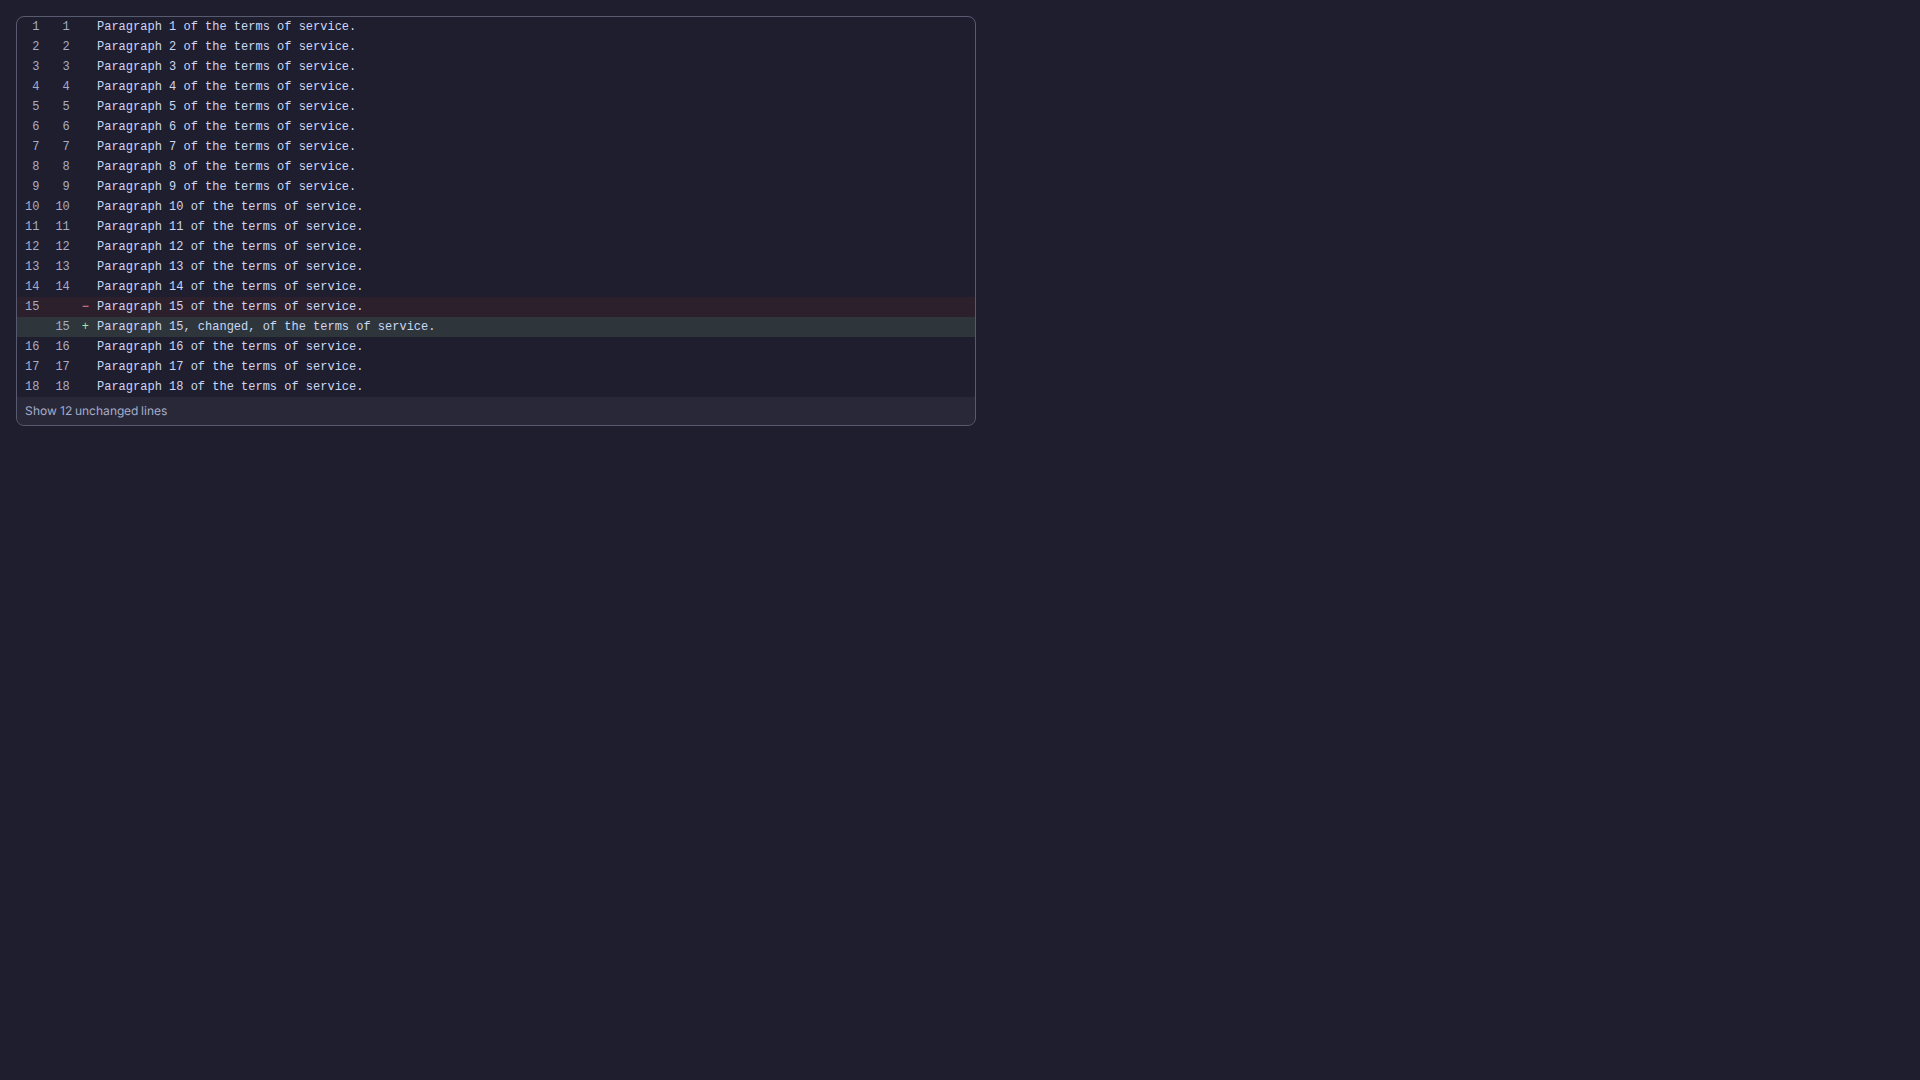 1 1 Paragraph 1 of the terms of service.
2 2 Paragraph 2 of the terms of service.
3 3 Paragraph 3 of the terms of service.
4 4 Paragraph 4 of the terms of service.
5 5 Paragraph 5 of the terms of service.
6 6 Paragraph 6 of the terms of service.
7 7 Paragraph 7 of the terms of service.
8 8 Paragraph 8 of the terms of service.
9 9 Paragraph 9 of the terms of service.
10 10 Paragraph 10 of the terms of service.
11 11 Paragraph 11 of the terms of service.
12 12 Paragraph 12 of the terms of service.
13 13 Paragraph 13 of the terms of service.
14 14 Paragraph 14 of the terms of service.
15 − Paragraph 15 of the terms of service.
15 + Paragraph 15, changed, of the terms of service.
16 16 Paragraph 16 of the terms of service.
17 17 Paragraph 17 of the terms of service.
18 18 Paragraph 18 of the terms of service.
Show 12 unchanged lines